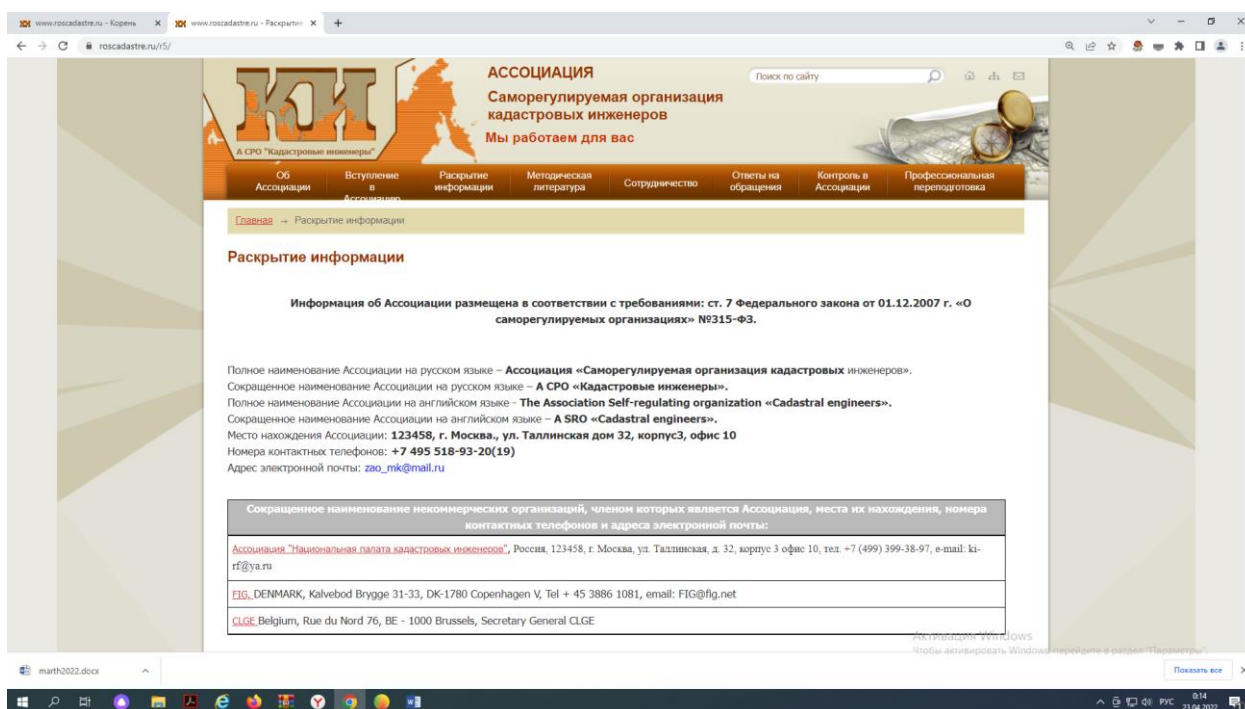 www.roscadastre.ru - Корень
www.roscadastre.ru - Раскрытие
roscadastre.ru/r5/
КИ
А СРО "Кадастровые инженеры"
АССОЦИАЦИЯ
Саморегулируемая организация
кадастровых инженеров
Мы работаем для вас
Поиск по сайту
Об Ассоциации
Вступление в Ассоциацию
Раскрытие информации
Методическая литература
Сотрудничество
Ответы на обращения
Контроль в Ассоциации
Профессиональная переподготовка
Главная → Раскрытие информации
Раскрытие информации
Информация об Ассоциации размещена в соответствии с требованиями: ст. 7 Федерального закона от 01.12.2007 г. «О
саморегулируемых организациях» №315-ФЗ.
Полное наименование Ассоциации на русском языке – Ассоциация «Саморегулируемая организация кадастровых инженеров».
Сокращенное наименование Ассоциации на русском языке – А СРО «Кадастровые инженеры».
Полное наименование Ассоциации на английском языке - The Association Self-regulating organization «Cadastral engineers».
Сокращенное наименование Ассоциации на английском языке – A SRO «Cadastral engineers».
Место нахождения Ассоциации: 123458, г. Москва., ул. Таллинская дом 32, корпус3, офис 10
Номера контактных телефонов: +7 495 518-93-20(19)
Адрес электронной почты: zao_mk@mail.ru
Сокращенное наименование некоммерческих организаций, членом которых является Ассоциация, места их нахождения, номера
контактных телефонов и адреса электронной почты:
Ассоциация "Национальная палата кадастровых инженеров", Россия, 123458, г. Москва, ул. Таллинская, д. 32, корпус 3 офис 10, тел. +7 (499) 399-38-97, e-mail: ki-
rf@ya.ru
FIG, DENMARK, Kalvebod Brygge 31-33, DK-1780 Copenhagen V, Tel + 45 3886 1081, email: FIG@fig.net
CLGE Belgium, Rue du Nord 76, BE - 1000 Brussels, Secretary General CLGE
Активация Windows
Чтобы активировать Windows, перейдите в раздел "Параметры".
marth2022.docx
Показать все
РУС
0:14
23.04.2022